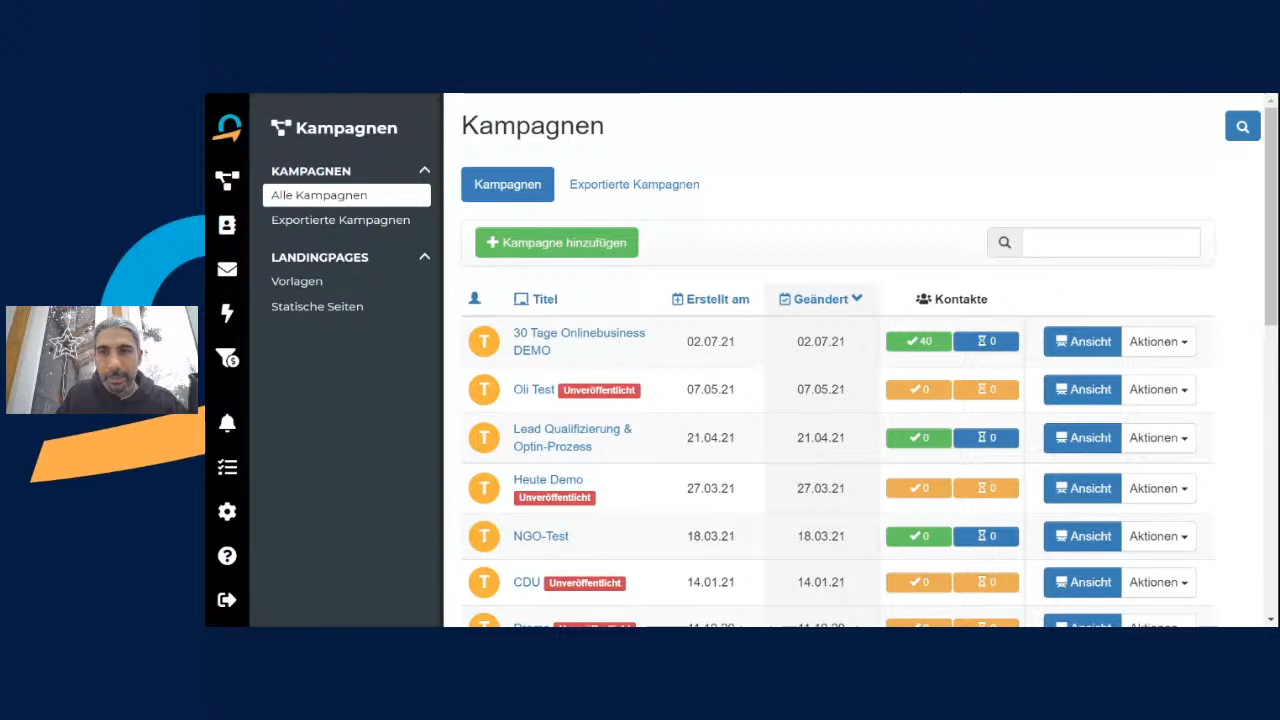 Kampagnen
KAMPAGNEN
Alle Kampagnen
Exportierte Kampagnen
LANDINGPAGES
Vorlagen
Statische Seiten
Kampagnen
Kampagnen Exportierte Kampagnen
Kampagne hinzufügen
Titel Erstellt am Geändert Kontakte
T 30 Tage Onlinebusiness
DEMO 02.07.21 02.07.21 40 0 Ansicht Aktionen
T Oli Test Unveröffentlicht 07.05.21 07.05.21 0 0 Ansicht Aktionen
T Lead Qualifizierung &
Optin-Prozess 21.04.21 21.04.21 0 0 Ansicht Aktionen
T Heute Demo
Unveröffentlicht 27.03.21 27.03.21 0 0 Ansicht Aktionen
T NGO-Test 18.03.21 18.03.21 0 0 Ansicht Aktionen
T CDU Unveröffentlicht 14.01.21 14.01.21 0 0 Ansicht Aktionen